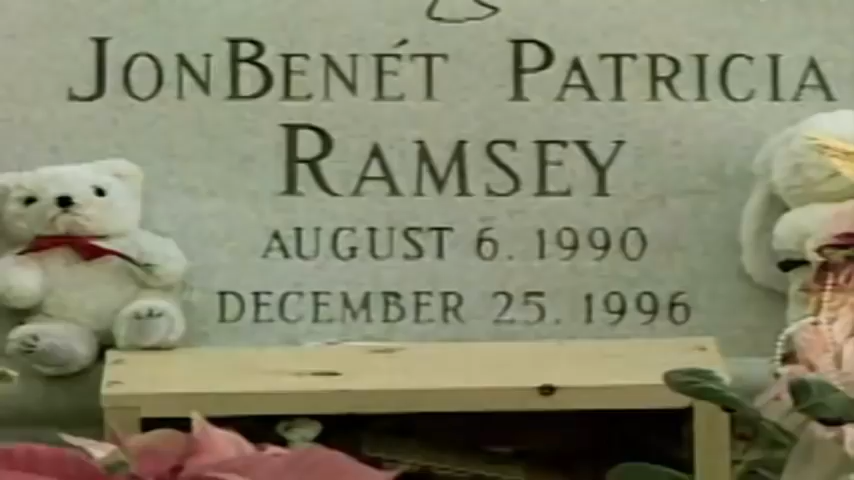 JONBENÉT PATRICIA
RAMSEY
AUGUST 6. 1990
DECEMBER 25. 1996